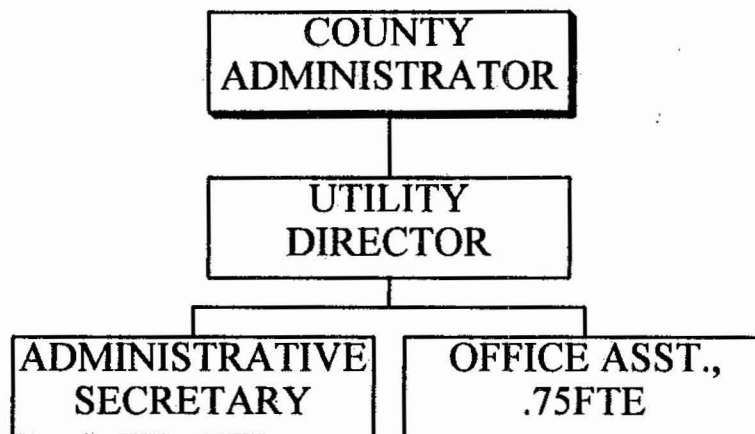 COUNTY
ADMINISTRATOR
UTILITY
DIRECTOR
ADMINISTRATIVE
SECRETARY
OFFICE ASST.,
.75FTE